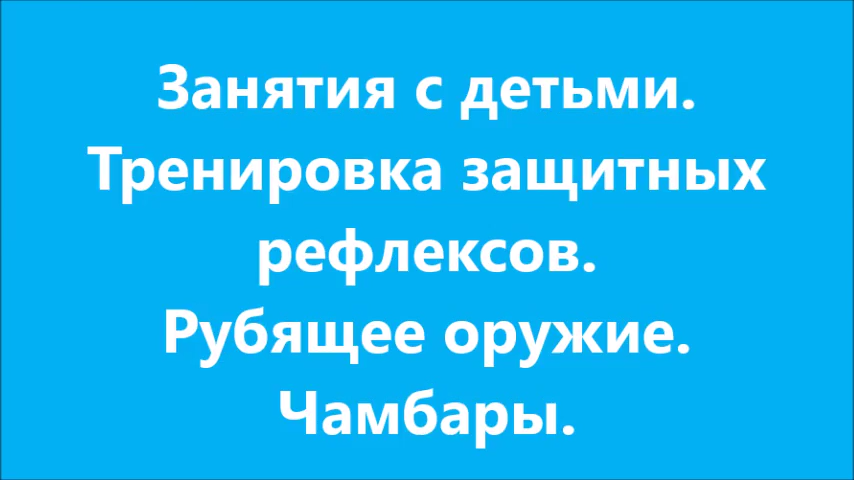 Занятия с детьми.
Тренировка защитных
рефлексов.
Рубящее оружие.
Чамбары.